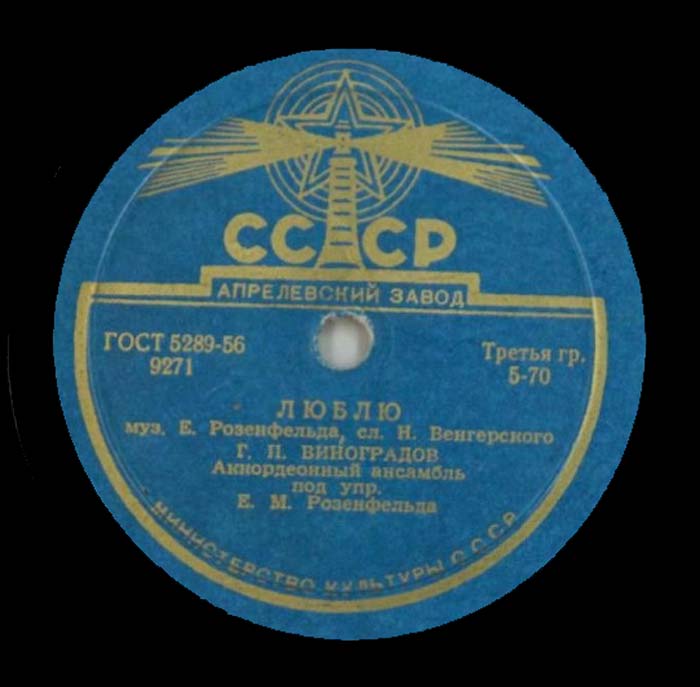 СССР
АПРЕЛЕВСКИЙ ЗАВОД
ГОСТ 5289-56
9271
Третья гр.
5-70
ЛЮБЛЮ
муз. Е. Розенфельда, сл. Н. Венгерского
Г. П. ВИНОГРАДОВ
Аккордеонный ансамбль
под упр.
Е. М. Розенфельда
МИНИСТЕРСТВО КУЛЬТУРЫ СССР